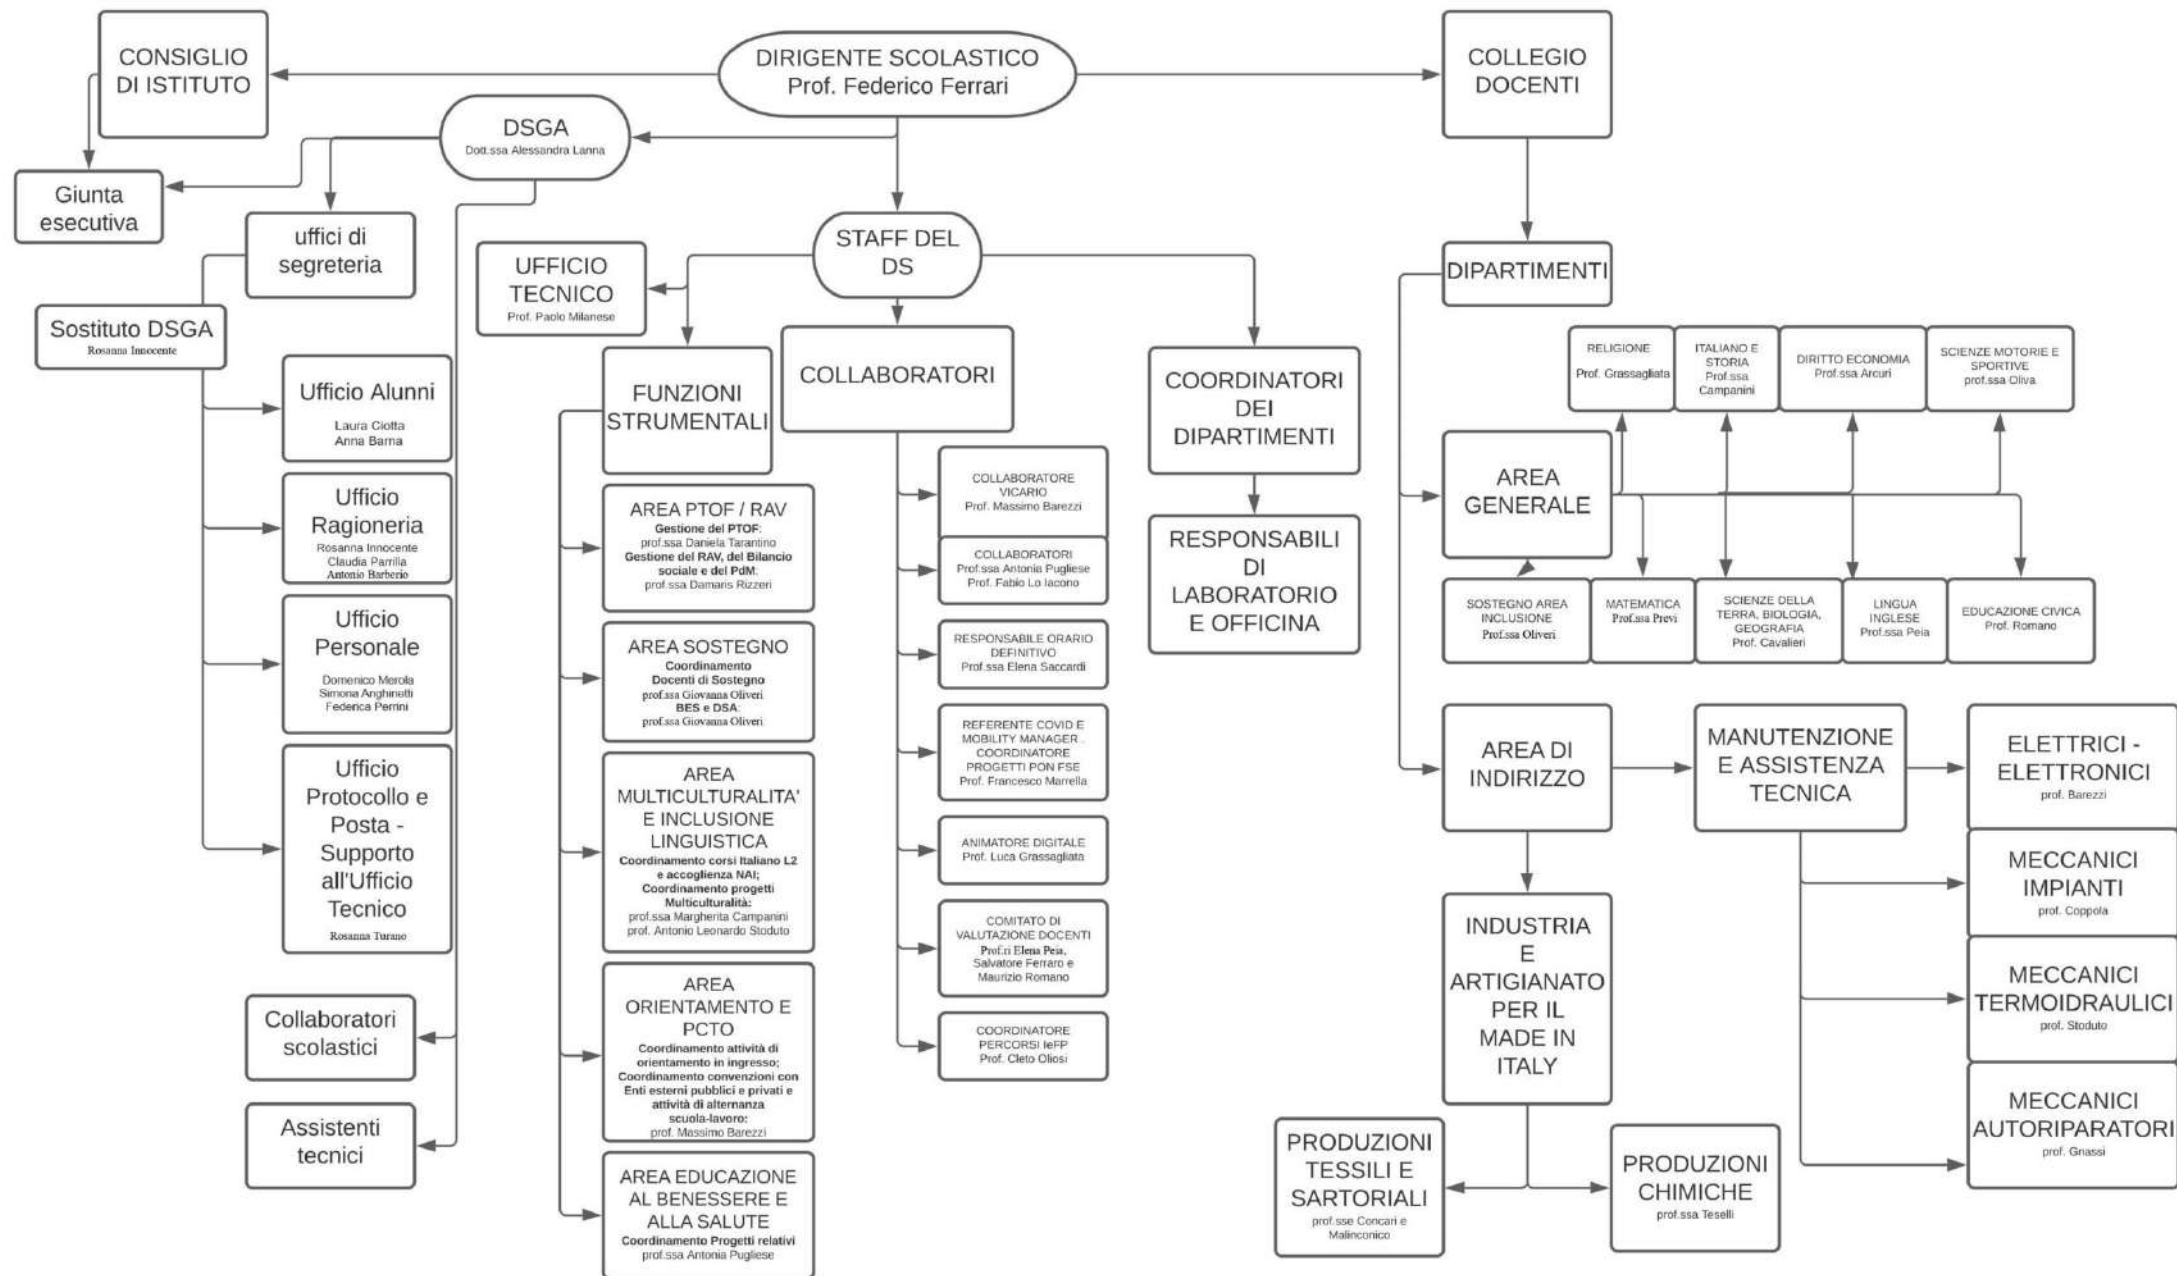 CONSIGLIO
DI ISTITUTO
DIRIGENTE SCOLASTICO
Prof. Federico Ferrari
COLLEGIO
DOCENTI
DSGA
Dott.ssa Alessandra Lanna
Giunta
esecutiva
uffici di
segreteria
STAFF DEL
DS
UFFICIO
TECNICO
Prof. Paolo Milanese
DIPARTIMENTI
Sostituto DSGA
Rosanna Innocente
Ufficio Alunni
Laura Ciotta
Anna Barna
Ufficio
Ragioneria
Rosanna Innocente
Claudia Parrilla
Antonio Barberio
Ufficio
Personale
Domenico Merola
Simona Anghinetti
Federica Perrini
Ufficio
Protocollo e
Posta -
Supporto
all'Ufficio
Tecnico
Rosanna Turano
Collaboratori
scolastici
Assistenti
tecnici
FUNZIONI
STRUMENTALI
AREA PTOF / RAV
Gestione del PTOF:
prof.ssa Daniela Tarantino
Gestione del RAV, del Bilancio
sociale e del PdM:
prof.ssa Damaris Rizzeri
AREA SOSTEGNO
Coordinamento
Docenti di Sostegno
prof.ssa Giovanna Oliveri
BES e DSA:
prof.ssa Giovanna Oliveri
AREA
MULTICULTURALITA'
E INCLUSIONE
LINGUISTICA
Coordinamento corsi Italiano L2
e accoglienza NAI;
Coordinamento progetti
Multiculturalità:
prof.ssa Margherita Campanini
prof. Antonio Leonardo Stoduto
AREA
ORIENTAMENTO E
PCTO
Coordinamento attività di
orientamento in ingresso;
Coordinamento convenzioni con
Enti esterni pubblici e privati e
attività di alternanza
scuola-lavoro:
prof. Massimo Barezzi
AREA EDUCAZIONE
AL BENESSERE E
ALLA SALUTE
Coordinamento Progetti relativi
prof.ssa Antonia Pugliese
COLLABORATORI
COLLABORATORE
VICARIO
Prof. Massimo Barezzi
COLLABORATORI
Prof.ssa Antonia Pugliese
Prof. Fabio Lo Iacono
RESPONSABILE ORARIO
DEFINITIVO
Prof.ssa Elena Saccardi
REFERENTE COVID E
MOBILITY MANAGER .
COORDINATORE
PROGETTI PON FSE
Prof. Francesco Marrella
ANIMATORE DIGITALE
Prof. Luca Grassagliata
COMITATO DI
VALUTAZIONE DOCENTI
Prof.ri Elena Peia,
Salvatore Ferraro e
Maurizio Romano
COORDINATORE
PERCORSI IeFP
Prof. Cleto Oliosi
COORDINATORI
DEI
DIPARTIMENTI
RESPONSABILI
DI
LABORATORIO
E OFFICINA
RELIGIONE
Prof. Grassagliata
ITALIANO E
STORIA
Prof.ssa
Campanini
DIRITTO ECONOMIA
Prof.ssa Arcuri
SCIENZE MOTORIE E
SPORTIVE
prof.ssa Oliva
AREA
GENERALE
SOSTEGNO AREA
INCLUSIONE
Prof.ssa Oliveri
MATEMATICA
Prof.ssa Previ
SCIENZE DELLA
TERRA, BIOLOGIA,
GEOGRAFIA
Prof. Cavalieri
LINGUA
INGLESE
Prof.ssa Peia
EDUCAZIONE CIVICA
Prof. Romano
AREA DI
INDIRIZZO
MANUTENZIONE
E ASSISTENZA
TECNICA
ELETTRICI -
ELETTRONICI
prof. Barezzi
MECCANICI
IMPIANTI
prof. Coppola
MECCANICI
TERMOIDRAULICI
prof. Stoduto
MECCANICI
AUTORIPARATORI
prof. Gnassi
INDUSTRIA
E
ARTIGIANATO
PER IL
MADE IN
ITALY
PRODUZIONI
TESSILI E
SARTORIALI
prof.sse Concari e
Malinconico
PRODUZIONI
CHIMICHE
prof.ssa Teselli